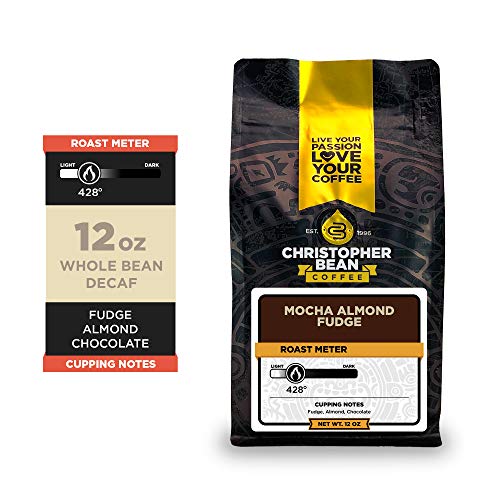 ROAST METER
LIGHT DARK
428°
12 OZ
WHOLE BEAN
DECAF
FUDGE
ALMOND
CHOCOLATE
CUPPING NOTES
LIVE YOUR
PASSION
LOVE
YOUR
COFFEE
EST. 1996
CHRISTOPHER
BEAN
COFFEE
MOCHA ALMOND
FUDGE
ROAST METER
LIGHT DARK
428°
CUPPING NOTES
Fudge, Almond, Chocolate
NET WT. 12 OZ